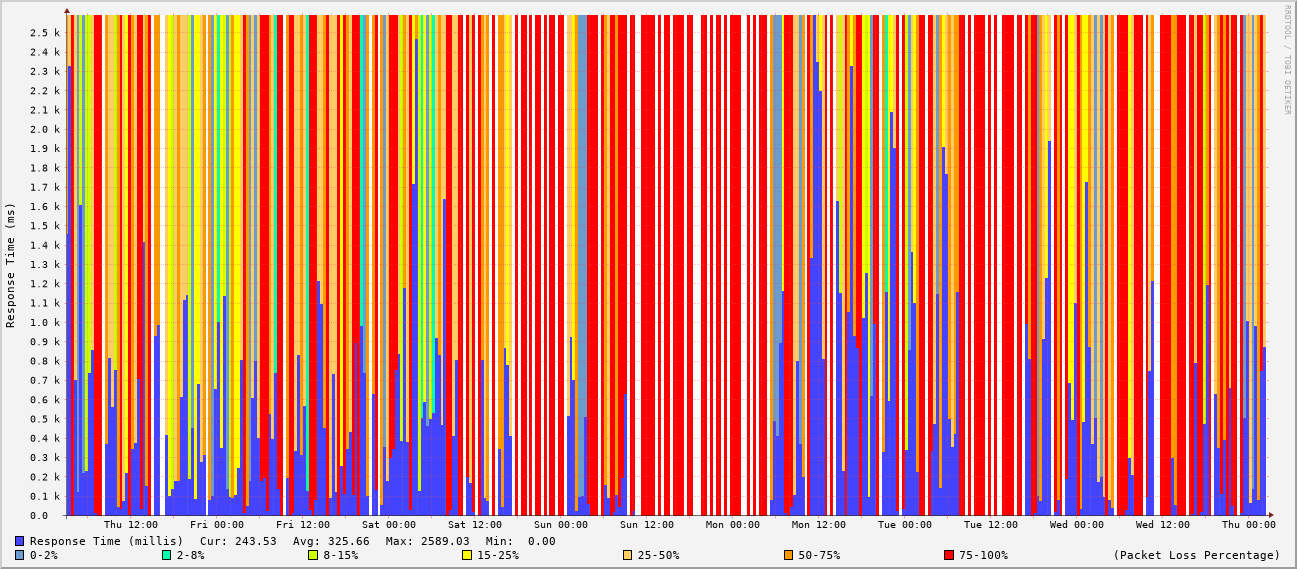 RRDTOOL / TOBI OETIKER
Response Time (ms)
2.5 k
2.4 k
2.3 k
2.2 k
2.1 k
2.0 k
1.9 k
1.8 k
1.7 k
1.6 k
1.5 k
1.4 k
1.3 k
1.2 k
1.1 k
1.0 k
0.9 k
0.8 k
0.7 k
0.6 k
0.5 k
0.4 k
0.3 k
0.2 k
0.1 k
0.0
Thu 12:00 Fri 00:00 Fri 12:00 Sat 00:00 Sat 12:00 Sun 00:00 Sun 12:00 Mon 00:00 Mon 12:00 Tue 00:00 Tue 12:00 Wed 00:00 Wed 12:00 Thu 00:00
Response Time (millis) Cur: 243.53 Avg: 325.66 Max: 2589.03 Min: 0.00
0-2% 2-8% 8-15% 15-25% 25-50% 50-75% 75-100% (Packet Loss Percentage)